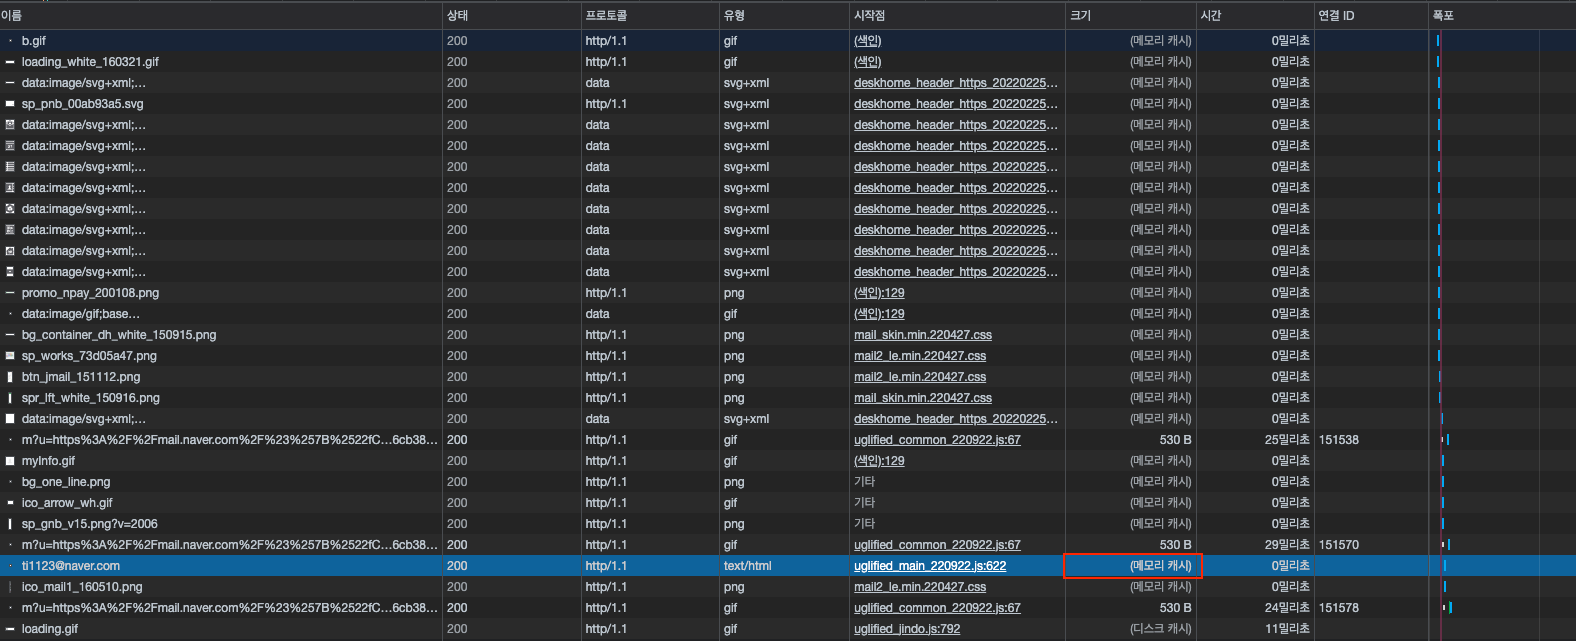 이름 상태 프로토콜 유형 시작점 크기 시간 연결 ID 폭포
b.gif 200 http/1.1 gif (색인) (메모리 캐시) 0밀리초
loading_white_160321.gif 200 http/1.1 gif (색인) (메모리 캐시) 0밀리초
data:image/svg+xml;... 200 data svg+xml deskhome_header_https_20220225... (메모리 캐시) 0밀리초
sp_pnb_00ab93a5.svg 200 http/1.1 svg+xml deskhome_header_https_20220225... (메모리 캐시) 0밀리초
data:image/svg+xml;... 200 data svg+xml deskhome_header_https_20220225... (메모리 캐시) 0밀리초
data:image/svg+xml;... 200 data svg+xml deskhome_header_https_20220225... (메모리 캐시) 0밀리초
data:image/svg+xml;... 200 data svg+xml deskhome_header_https_20220225... (메모리 캐시) 0밀리초
data:image/svg+xml;... 200 data svg+xml deskhome_header_https_20220225... (메모리 캐시) 0밀리초
data:image/svg+xml;... 200 data svg+xml deskhome_header_https_20220225... (메모리 캐시) 0밀리초
data:image/svg+xml;... 200 data svg+xml deskhome_header_https_20220225... (메모리 캐시) 0밀리초
data:image/svg+xml;... 200 data svg+xml deskhome_header_https_20220225... (메모리 캐시) 0밀리초
data:image/svg+xml;... 200 data svg+xml deskhome_header_https_20220225... (메모리 캐시) 0밀리초
promo_npay_200108.png 200 http/1.1 png (색인):129 (메모리 캐시) 0밀리초
data:image/gif;base... 200 data gif (색인):129 (메모리 캐시) 0밀리초
bg_container_dh_white_150915.png 200 http/1.1 png mail_skin.min.220427.css (메모리 캐시) 0밀리초
sp_works_73d05a47.png 200 http/1.1 png mail2_le.min.220427.css (메모리 캐시) 0밀리초
btn_jmail_151112.png 200 http/1.1 png mail2_le.min.220427.css (메모리 캐시) 0밀리초
spr_lft_white_150916.png 200 http/1.1 png mail_skin.min.220427.css (메모리 캐시) 0밀리초
data:image/svg+xml;... 200 data svg+xml deskhome_header_https_20220225... (메모리 캐시) 0밀리초
m?u=https%3A%2F%2Fmail.naver.com%2F%23%257B%2522fC...6cb38... 200 http/1.1 gif uglified_common_220922.js:67 530 B 25밀리초 151538
myInfo.gif 200 http/1.1 gif (색인):129 (메모리 캐시) 0밀리초
bg_one_line.png 200 http/1.1 png 기타 (메모리 캐시) 0밀리초
ico_arrow_wh.gif 200 http/1.1 gif 기타 (메모리 캐시) 0밀리초
sp_gnb_v15.png?v=2006 200 http/1.1 png 기타 (메모리 캐시) 0밀리초
m?u=https%3A%2F%2Fmail.naver.com%2F%23%257B%2522fC...6cb38... 200 http/1.1 gif uglified_common_220922.js:67 530 B 29밀리초 151570
ti1123@naver.com 200 http/1.1 text/html uglified_main_220922.js:622 (메모리 캐시) 0밀리초
ico_mail1_160510.png 200 http/1.1 png mail2_le.min.220427.css (메모리 캐시) 0밀리초
m?u=https%3A%2F%2Fmail.naver.com%2F%23%257B%2522fC...6cb38... 200 http/1.1 gif uglified_common_220922.js:67 530 B 24밀리초 151578
loading.gif 200 http/1.1 gif uglified_jindo.js:792 (디스크 캐시) 11밀리초